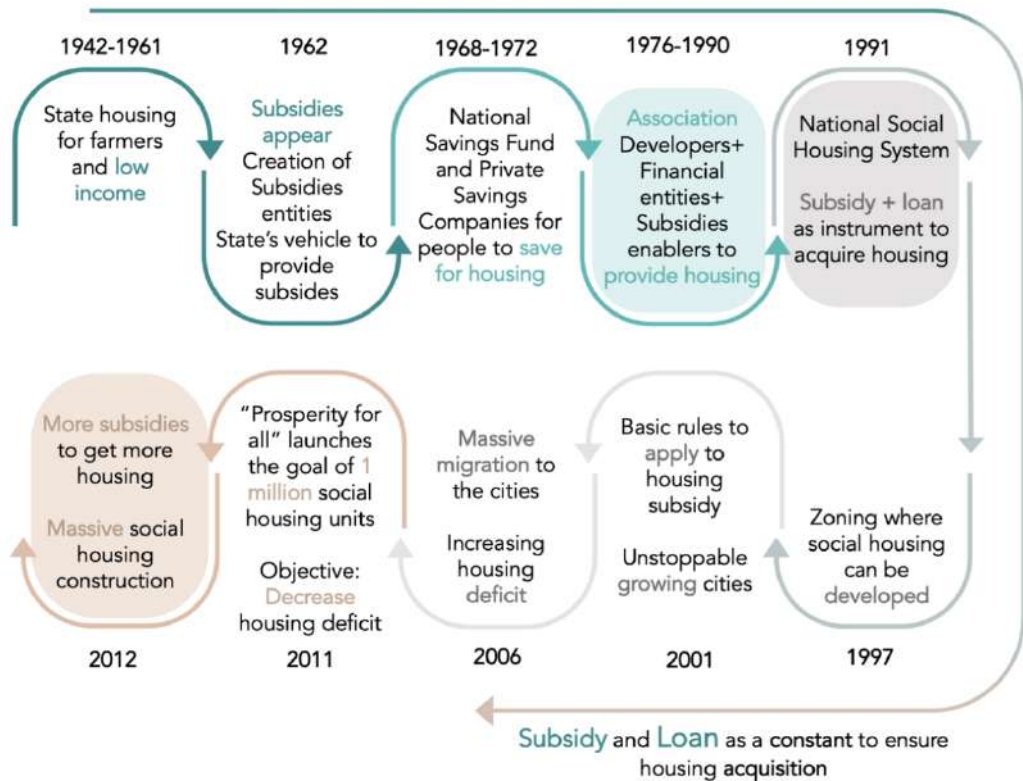 1942-1961
State housing
for farmers
and low
income
1962
Subsidies
appear
Creation of
Subsidies
entities
State's vehicle to
provide
subsides
1968-1972
National
Savings Fund
and Private
Savings
Companies for
people to save
for housing
1976-1990
Association
Developers+
Financial
entities+
Subsidies
enablers to
provide housing
1991
National Social
Housing System
Subsidy + loan
as instrument to
acquire housing
Zoning where
social housing
can be
developed
1997
Basic rules to
apply to
housing
subsidy
Unstoppable
growing cities
2001
Massive
migration to
the cities
Increasing
housing
deficit
2006
“Prosperity for
all” launches
the goal of 1
million social
housing units
Objective:
Decrease
housing deficit
2011
More subsidies
to get more
housing
Massive social
housing
construction
2012
Subsidy and Loan as a constant to ensure
housing acquisition